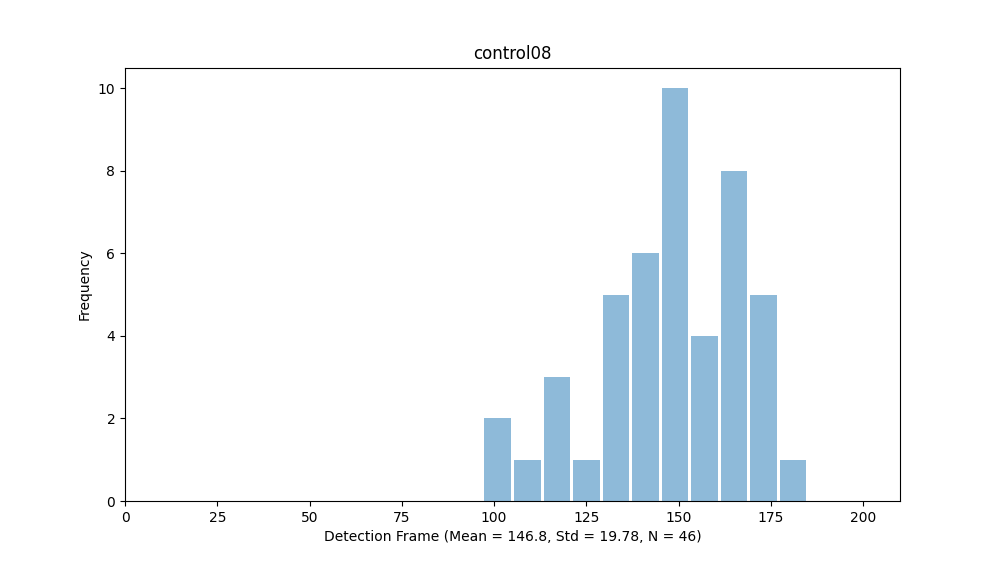 control08
10
8
6
4
2
0
Frequency
0 25 50 75 100 125 150 175 200
Detection Frame (Mean = 146.8, Std = 19.78, N = 46)